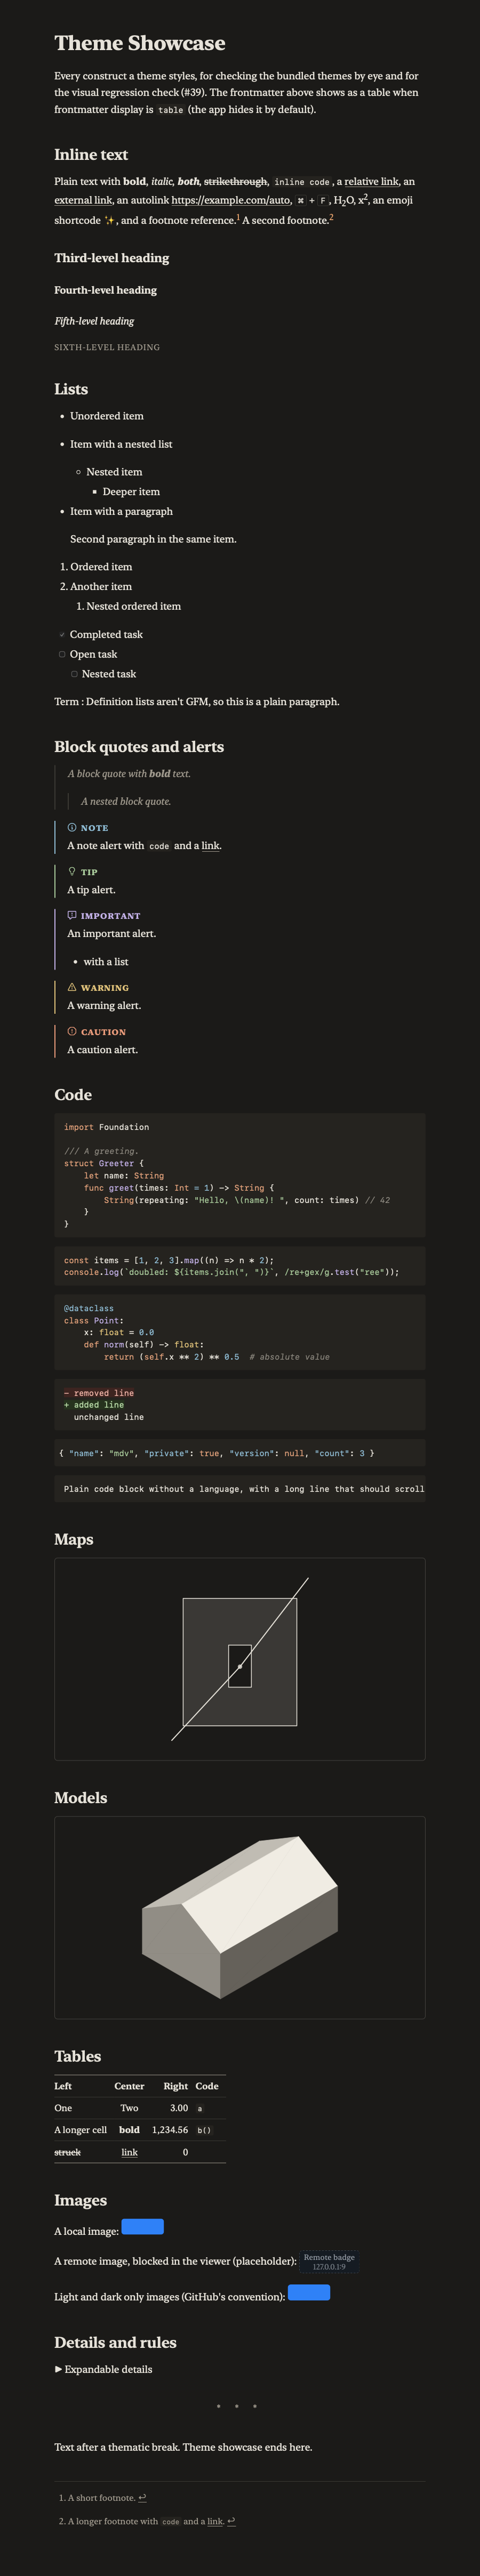 Theme Showcase
Every construct a theme styles, for checking the bundled themes by eye and for
the visual regression check (#39). The frontmatter above shows as a table when
frontmatter display is table (the app hides it by default).
Inline text
Plain text with bold, italic, both, strikethrough, inline code, a relative link, an
external link, an autolink https://example.com/auto, ⌘ + F, H2O, x2, an emoji
shortcode ✨, and a footnote reference.1 A second footnote.2
Third-level heading
Fourth-level heading
Fifth-level heading
SIXTH-LEVEL HEADING
Lists
• Unordered item
• Item with a nested list
◦ Nested item
▪ Deeper item
• Item with a paragraph
Second paragraph in the same item.
1. Ordered item
2. Another item
1. Nested ordered item
Completed task
Open task
Nested task
Term : Definition lists aren't GFM, so this is a plain paragraph.
Block quotes and alerts
A block quote with bold text.
A nested block quote.
NOTE
A note alert with code and a link.
TIP
A tip alert.
IMPORTANT
An important alert.
• with a list
WARNING
A warning alert.
CAUTION
A caution alert.
Code
import Foundation
/// A greeting.
struct Greeter {
    let name: String
    func greet(times: Int = 1) -> String {
        String(repeating: "Hello, \(name)! ", count: times) // 42
    }
}
const items = [1, 2, 3].map((n) => n * 2);
console.log(`doubled: ${items.join(", ")}`, /re+gex/g.test("ree"));
@dataclass
class Point:
    x: float = 0.0
    def norm(self) -> float:
        return (self.x ** 2) ** 0.5  # absolute value
- removed line
+ added line
  unchanged line
{ "name": "mdv", "private": true, "version": null, "count": 3 }
Plain code block without a language, with a long line that should scroll
Maps
Models
Tables
Left Center Right Code
One Two 3.00 a
A longer cell bold 1,234.56 b()
struck link 0
Images
A local image:
A remote image, blocked in the viewer (placeholder): Remote badge
127.0.0.1:9
Light and dark only images (GitHub's convention):
Details and rules
▶ Expandable details
• • •
Text after a thematic break. Theme showcase ends here.
1. A short footnote. ↩
2. A longer footnote with code and a link. ↩